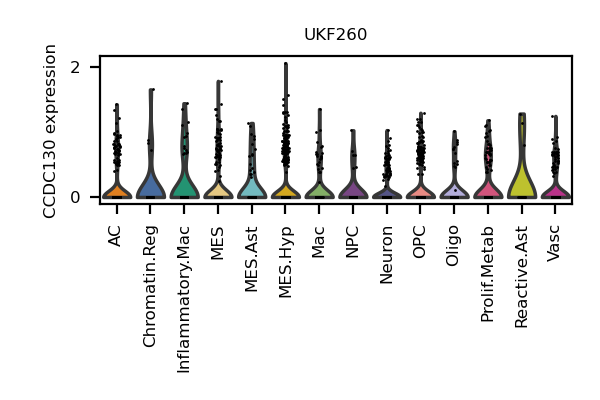 UKF260
CCDC130 expression
2
0
AC
Chromatin.Reg
Inflammatory.Mac
MES
MES.Ast
MES.Hyp
Mac
NPC
Neuron
OPC
Oligo
Prolif.Metab
Reactive.Ast
Vasc